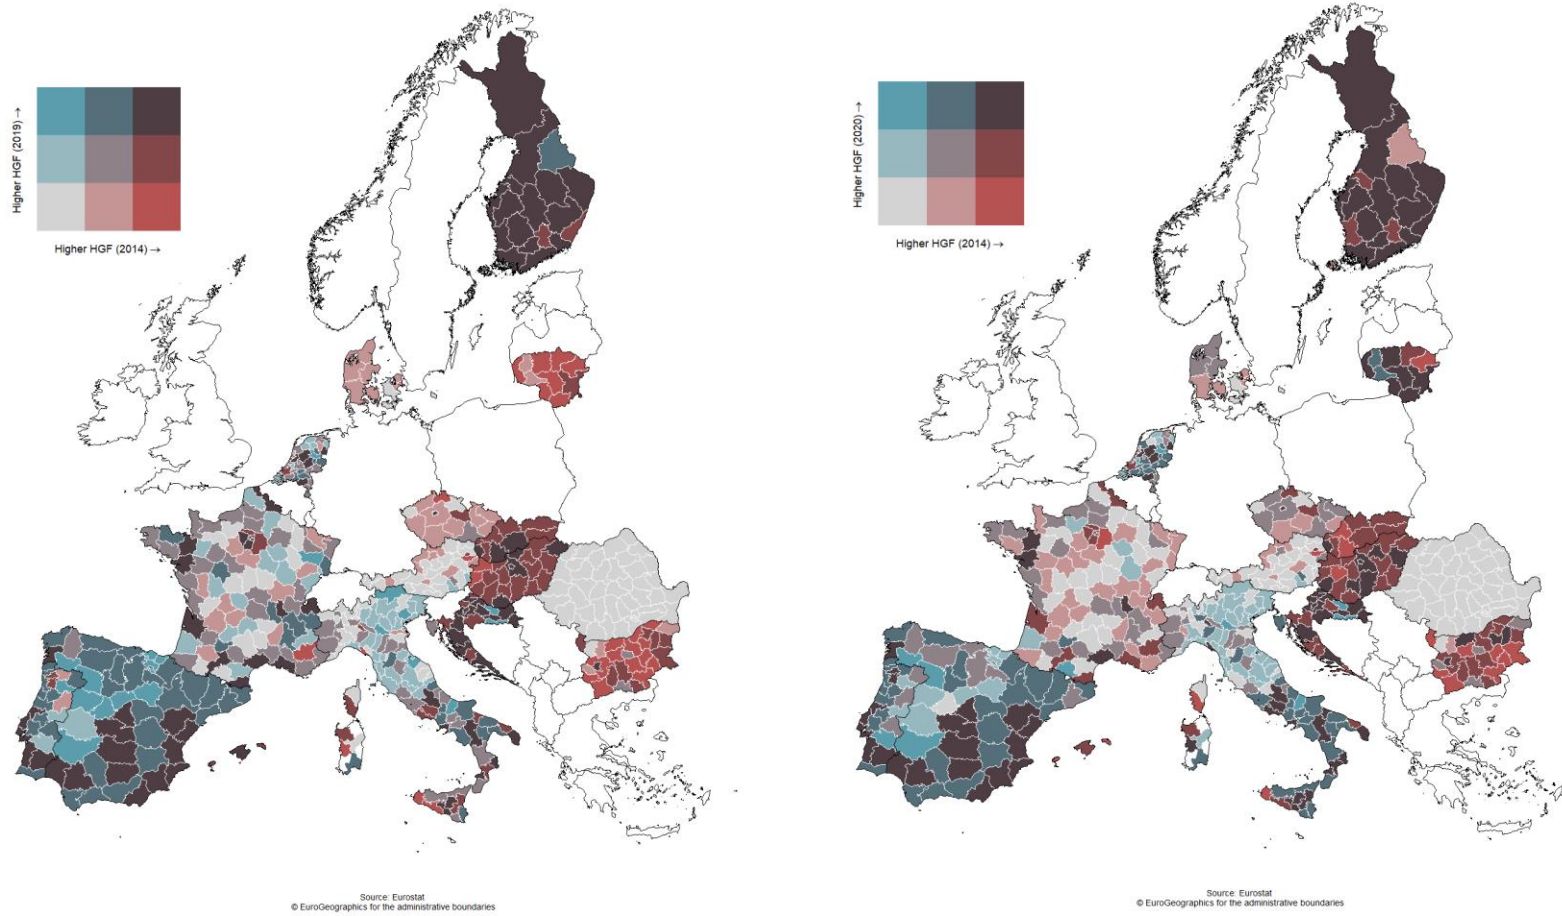 Higher HGF (2019) →
Higher HGF (2014) →
Source: Eurostat
© EuroGeographics for the administrative boundaries
Higher HGF (2020) →
Higher HGF (2014) →
Source: Eurostat
© EuroGeographics for the administrative boundaries